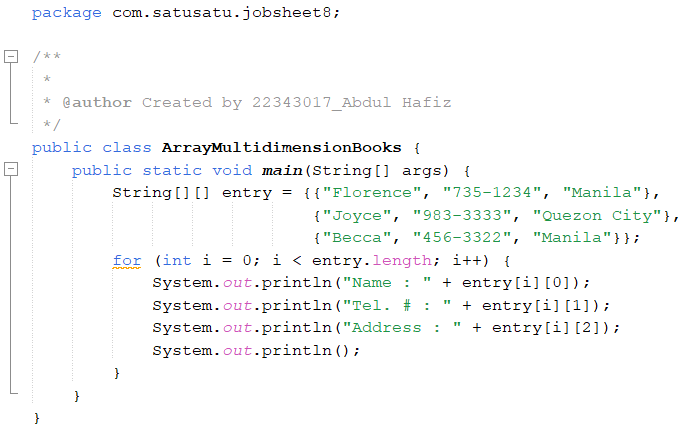 package com.satusatu.jobsheet8;
/**
 *
 * @author Created by 22343017_Abdul Hafiz
 */
public class ArrayMultidimensionBooks {
    public static void main(String[] args) {
        String[][] entry = {{"Florence", "735-1234", "Manila"},
                            {"Joyce", "983-3333", "Quezon City"},
                            {"Becca", "456-3322", "Manila"}};
        for (int i = 0; i < entry.length; i++) {
            System.out.println("Name : " + entry[i][0]);
            System.out.println("Tel. # : " + entry[i][1]);
            System.out.println("Address : " + entry[i][2]);
            System.out.println();
        }
    }
}